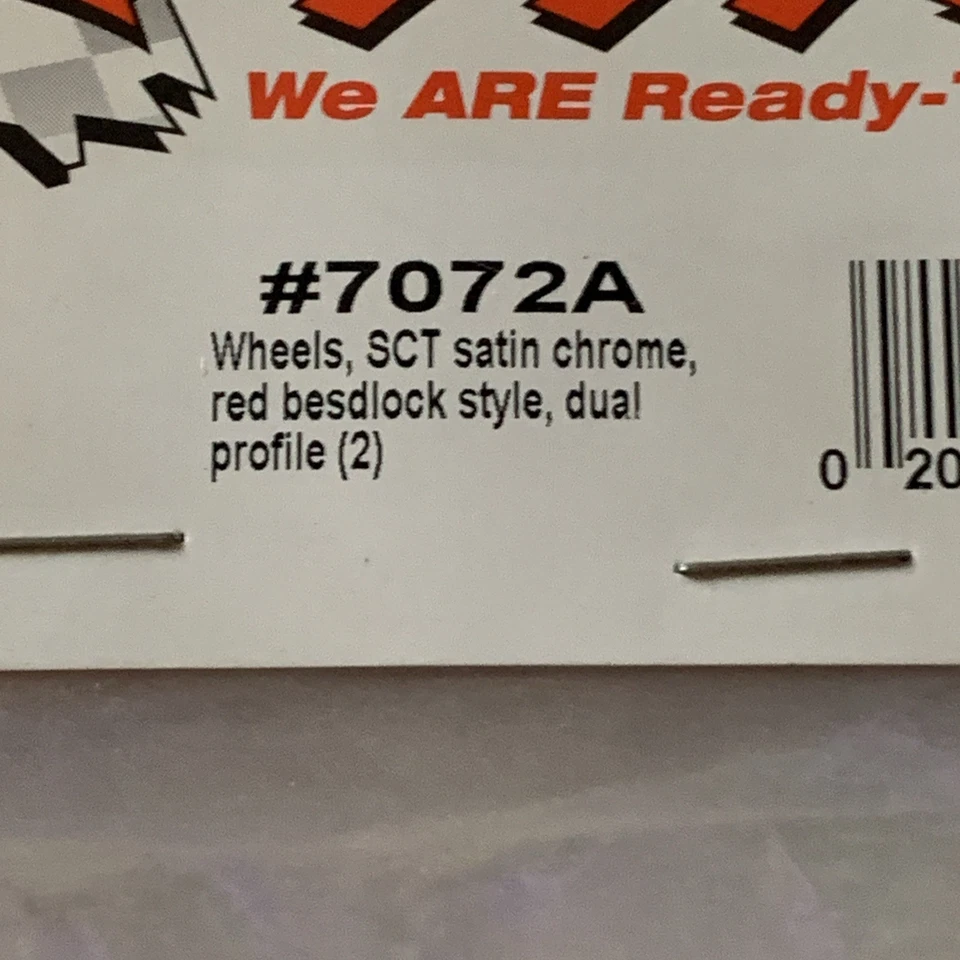 We ARE Ready-
#7072A
Wheels, SCT satin chrome,
red besdlock style, dual
profile (2)
0 20